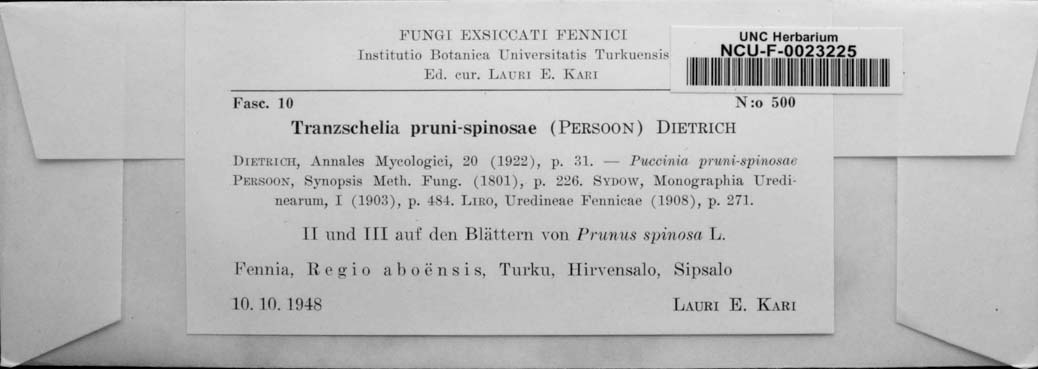 FUNGI EXSICCATI FENNICI
Institutio Botanica Universitatis Turkuensis
Ed. cur. LAURI E. KARI
UNC Herbarium
NCU-F-0023225
Fasc. 10 N:o 500
Tranzschelia pruni-spinosae (PERSOON) DIETRICH
DIETRICH, Annales Mycologici, 20 (1922), p. 31. — Puccinia pruni-spinosae
PERSOON, Synopsis Meth. Fung. (1801), p. 226. SYDOW, Monographia Uredi-
nearum, I (1903), p. 484. LIRO, Uredineae Fennicae (1908), p. 271.
II und III auf den Blättern von Prunus spinosa L.
Fennia, Regio aboënsis, Turku, Hirvensalo, Sipsalo
10. 10. 1948 LAURI E. KARI